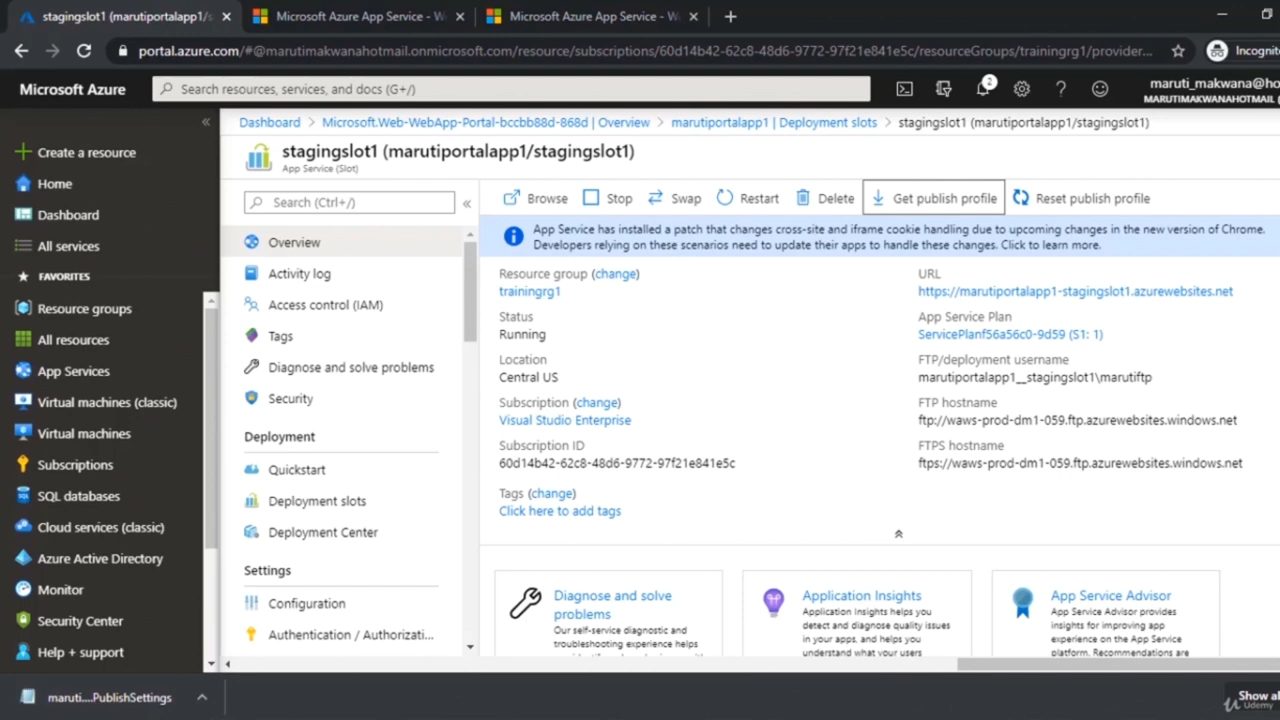 stagingslot1 (marutiportalapp1/s
Microsoft Azure App Service - W
Microsoft Azure App Service - W
portal.azure.com/#@marutimakwanahotmail.onmicrosoft.com/resource/subscriptions/60d14b42-62c8-48d6-9772-97f21e841e5c/resourceGroups/trainingrg1/provider...
Incognito
Microsoft Azure
Search resources, services, and docs (G+/)
2
maruti_makwana@ho
MARUTIMAKWANAHOTMAIL
Dashboard > Microsoft.Web-WebApp-Portal-bccbb88d-868d | Overview > marutiportalapp1 | Deployment slots > stagingslot1 (marutiportalapp1/stagingslot1)
stagingslot1 (marutiportalapp1/stagingslot1)
App Service (Slot)
Create a resource
Home
Dashboard
All services
FAVORITES
Resource groups
All resources
App Services
Virtual machines (classic)
Virtual machines
Subscriptions
SQL databases
Cloud services (classic)
Azure Active Directory
Monitor
Security Center
Help + support
Search (Ctrl+/)
Overview
Activity log
Access control (IAM)
Tags
Diagnose and solve problems
Security
Deployment
Quickstart
Deployment slots
Deployment Center
Settings
Configuration
Authentication / Authorizati...
Browse Stop Swap Restart Delete Get publish profile Reset publish profile
App Service has installed a patch that changes cross-site and iframe cookie handling due to upcoming changes in the new version of Chrome.
Developers relying on these scenarios need to update their apps to handle these changes. Click to learn more.
Resource group (change)
trainingrg1
Status
Running
Location
Central US
Subscription (change)
Visual Studio Enterprise
Subscription ID
60d14b42-62c8-48d6-9772-97f21e841e5c
Tags (change)
Click here to add tags
URL
https://marutiportalapp1-stagingslot1.azurewebsites.net
App Service Plan
ServicePlanf56a56c0-9d59 (S1: 1)
FTP/deployment username
marutiportalapp1__stagingslot1\marutiftp
FTP hostname
ftp://waws-prod-dm1-059.ftp.azurewebsites.windows.net
FTPS hostname
ftps://waws-prod-dm1-059.ftp.azurewebsites.windows.net
Diagnose and solve
problems
Our self-service diagnostic and
troubleshooting experience helps
Application Insights
Application Insights helps you
detect and diagnose quality issues
in your apps, and helps you
understand what your users
App Service Advisor
App Service Advisor provides
insights for improving app
experience on the App Service
platform. Recommendations are
maruti....PublishSettings
Show al
Udemy